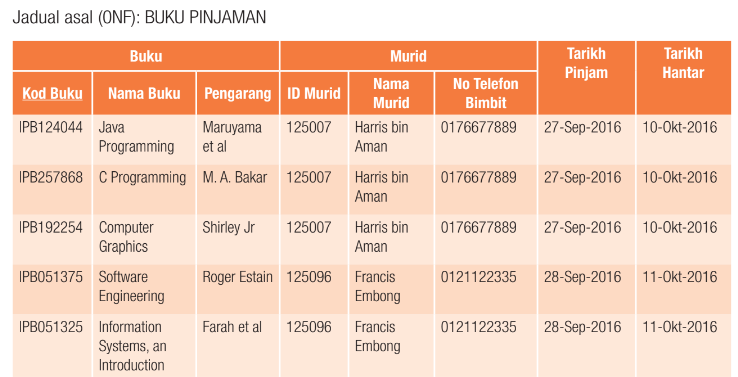 Jadual asal (0NF): BUKU PINJAMAN
Buku Murid Tarikh Pinjam Tarikh Hantar
Kod Buku Nama Buku Pengarang ID Murid Nama Murid No Telefon Bimbit
IPB124044 Java Programming Maruyama et al 125007 Harris bin Aman 0176677889 27-Sep-2016 10-Okt-2016
IPB257868 C Programming M. A. Bakar 125007 Harris bin Aman 0176677889 27-Sep-2016 10-Okt-2016
IPB192254 Computer Graphics Shirley Jr 125007 Harris bin Aman 0176677889 27-Sep-2016 10-Okt-2016
IPB051375 Software Engineering Roger Estain 125096 Francis Embong 0121122335 28-Sep-2016 11-Okt-2016
IPB051325 Information Systems, an Introduction Farah et al 125096 Francis Embong 0121122335 28-Sep-2016 11-Okt-2016